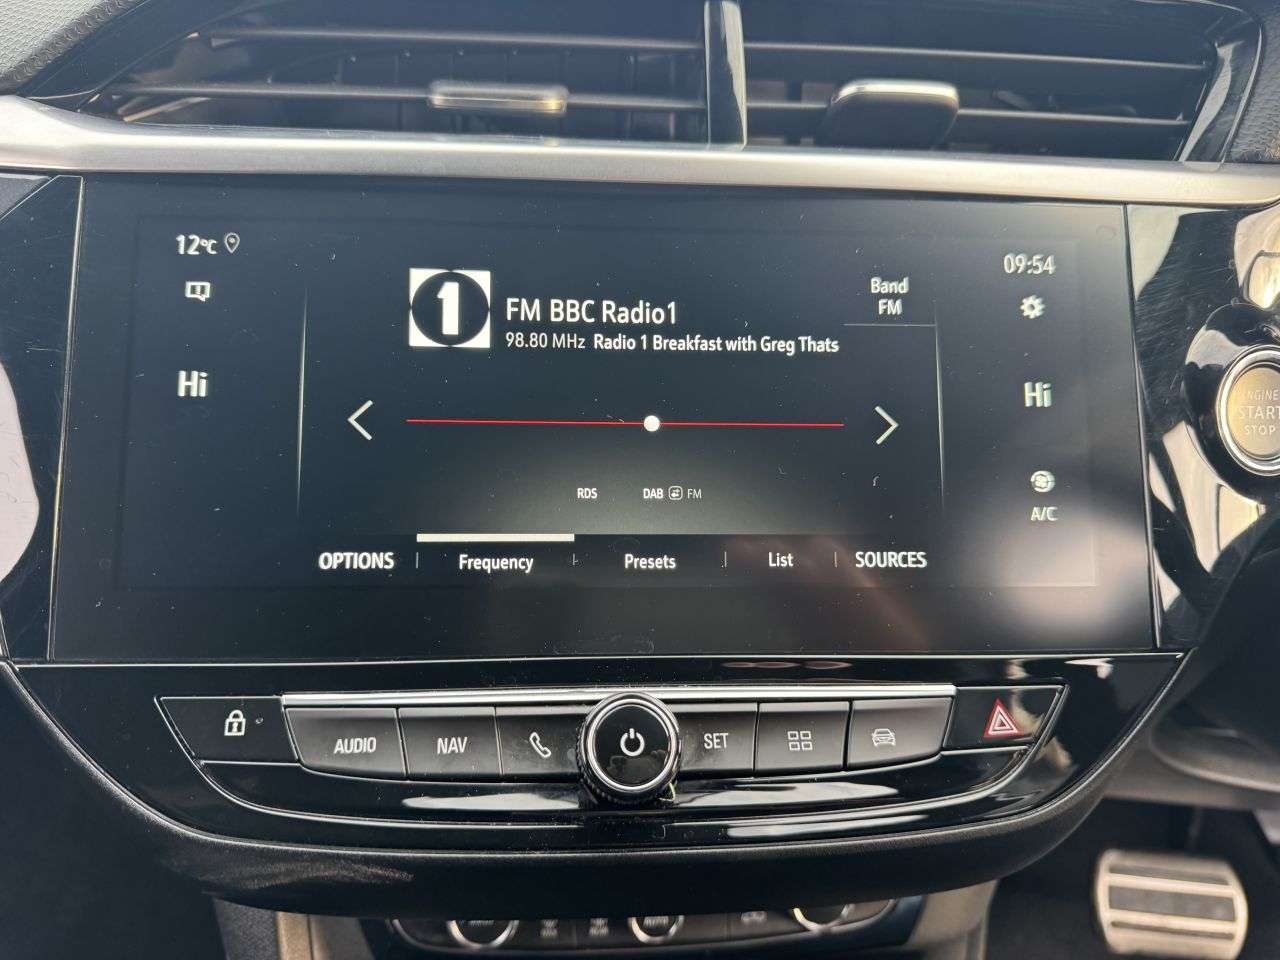 12°C
09:54
1
FM BBC Radio1
Band
FM
98.80 MHz Radio 1 Breakfast with Greg Thats
Hi
Hi
ENGINE
START
STOP
RDS
DAB FM
A/C
OPTIONS
Frequency
Presets
List
SOURCES
AUDIO
NAV
SET